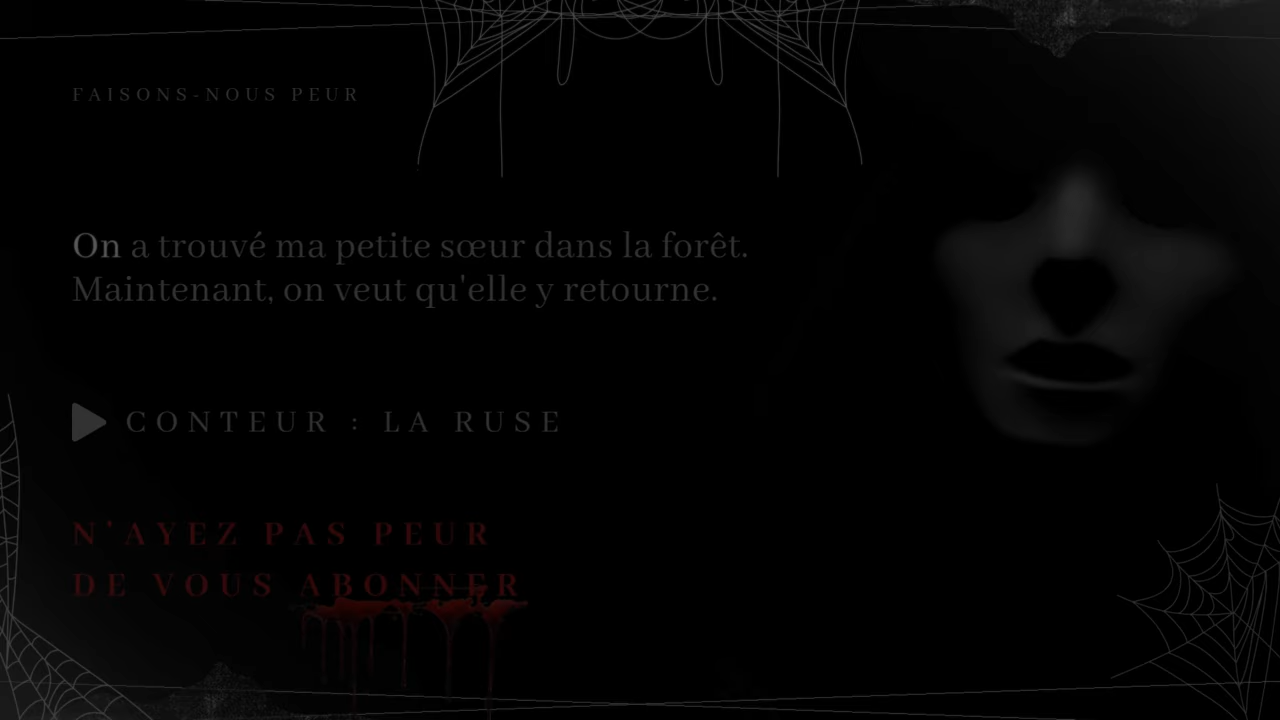 FAISONS-NOUS PEUR
On a trouvé ma petite sœur dans la forêt.
Maintenant, on veut qu'elle y retourne.
CONTEUR : LA RUSE
N'AYEZ PAS PEUR
DE VOUS ABONNER